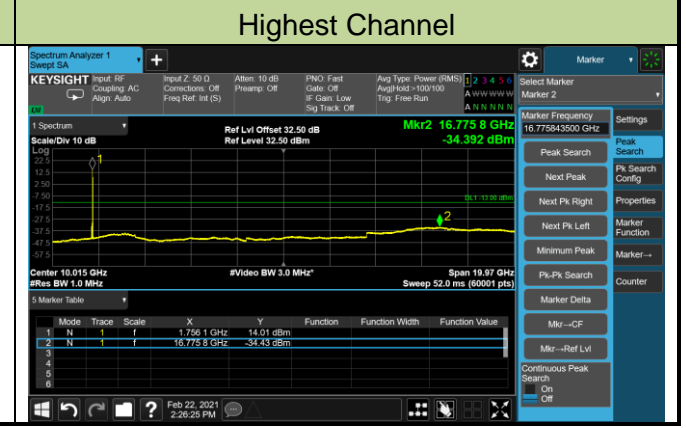 Highest Channel
Spectrum Analyzer 1
Swept SA
Marker
KEYSIGHT
Input: RF
Coupling: AC
Align: Auto
Input Z: 50 Ω
Corrections: Off
Freq Ref: Int (S)
Atten: 10 dB
Preamp: Off
PNO: Fast
Gate: Off
IF Gain: Low
Sig Track: Off
Avg Type: Power (RMS)
Avg|Hold:>100/100
Trig: Free Run
1 2 3 4 5 6
A W W W W W
A N N N N N
LM
Select Marker
Marker 2
1 Spectrum
Scale/Div 10 dB
Log
Ref Lvl Offset 32.50 dB
Ref Level 32.50 dBm
Mkr2 16.775 8 GHz
-34.392 dBm
22.5
12.5
2.50
-7.50
-17.5
-27.5
-37.5
-47.5
-57.5
1
DL1 -13.00 dBm
2
Center 10.015 GHz
#Res BW 1.0 MHz
#Video BW 3.0 MHz*
Span 19.97 GHz
Sweep 52.0 ms (60001 pts)
5 Marker Table
Mode Trace Scale X Y Function Function Width Function Value
1 N 1 f 1.756 1 GHz 14.01 dBm
2 N 1 f 16.775 8 GHz -34.43 dBm
3
4
5
6
Marker Frequency
16.775843500 GHz
Peak Search
Next Peak
Next Pk Right
Next Pk Left
Minimum Peak
Pk-Pk Search
Marker Delta
Mkr→CF
Mkr→Ref Lvl
Continuous Peak
Search
On
Off
Settings
Peak
Search
Pk Search
Config
Properties
Marker
Function
Marker→
Counter
?
Feb 22, 2021
2:26:25 PM